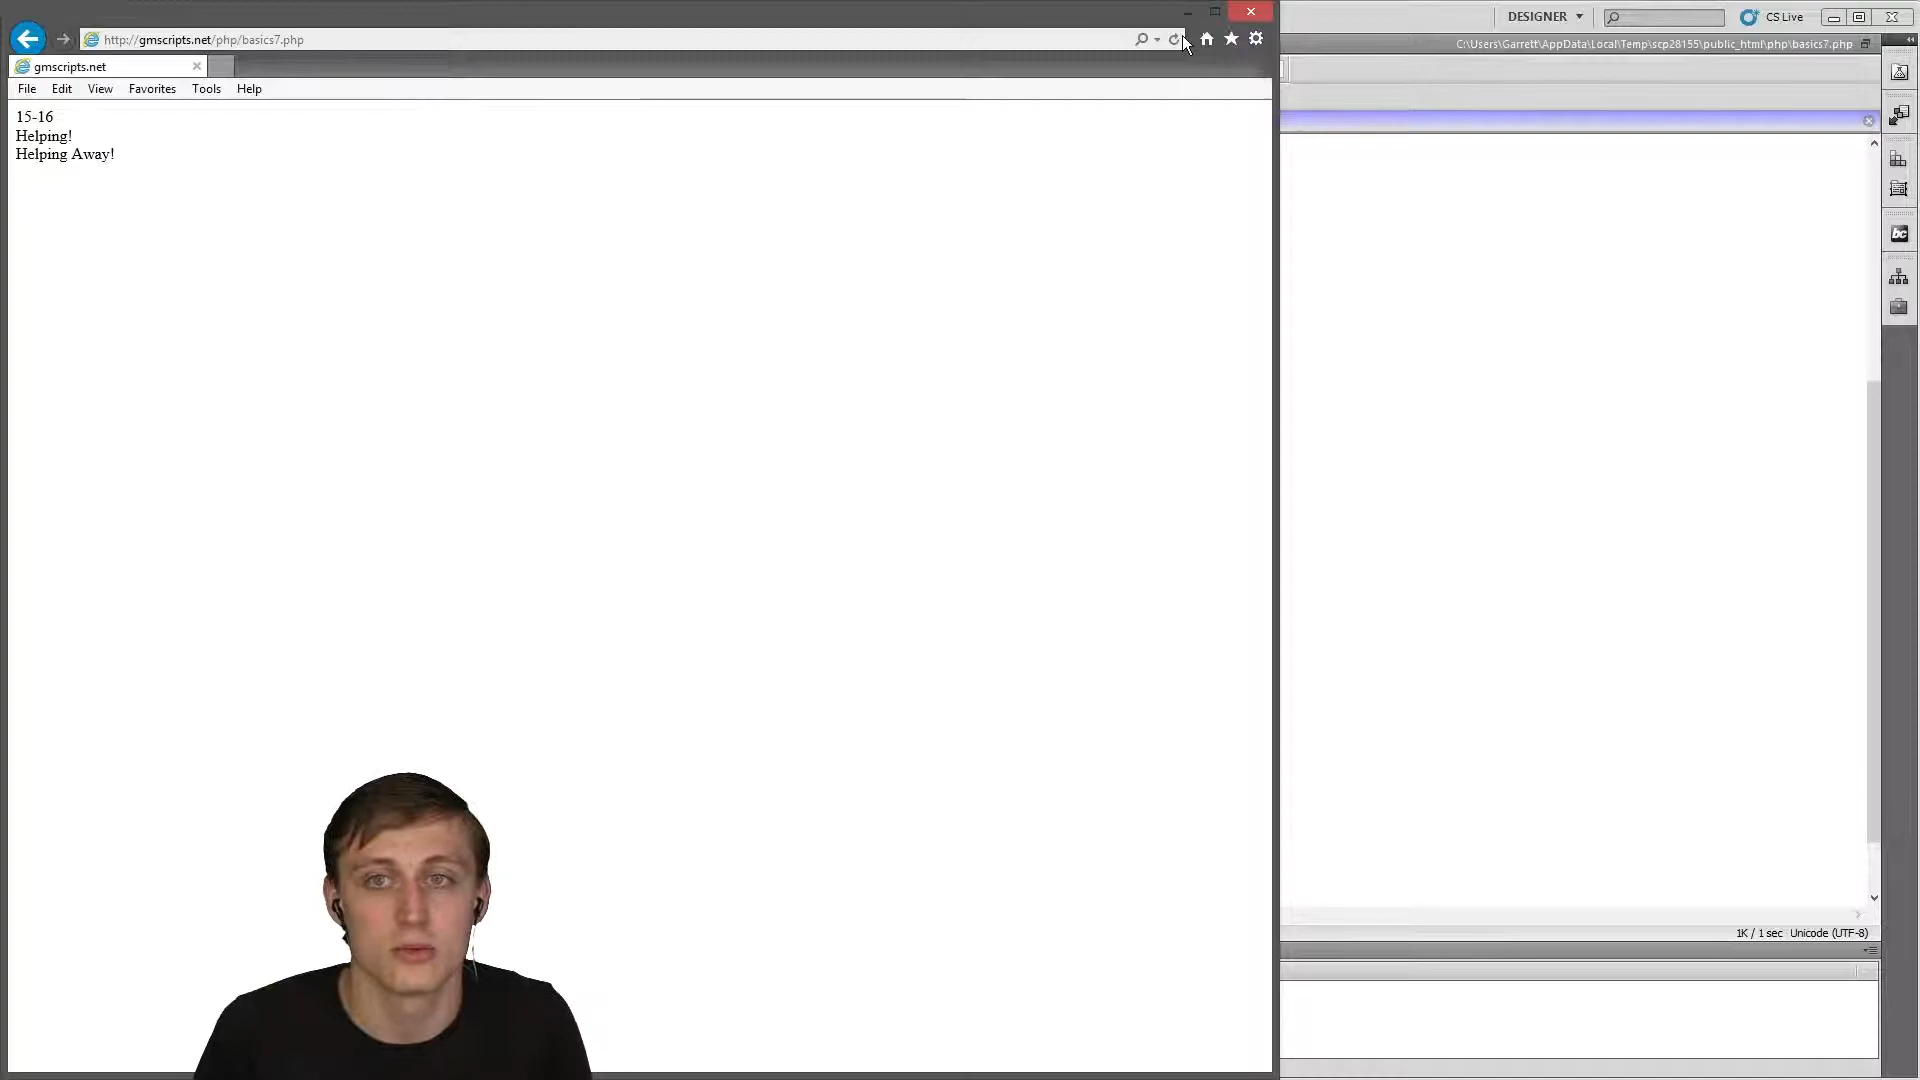 DESIGNER
CS Live
http://gmscripts.net/php/basics7.php
C:\Users\Garrett\AppData\Local\Temp\scp28155\public_html\php\basics7.php
gmscripts.net
File Edit View Favorites Tools Help
15-16
Helping!
Helping Away!
bc
1K / 1 sec Unicode (UTF-8)